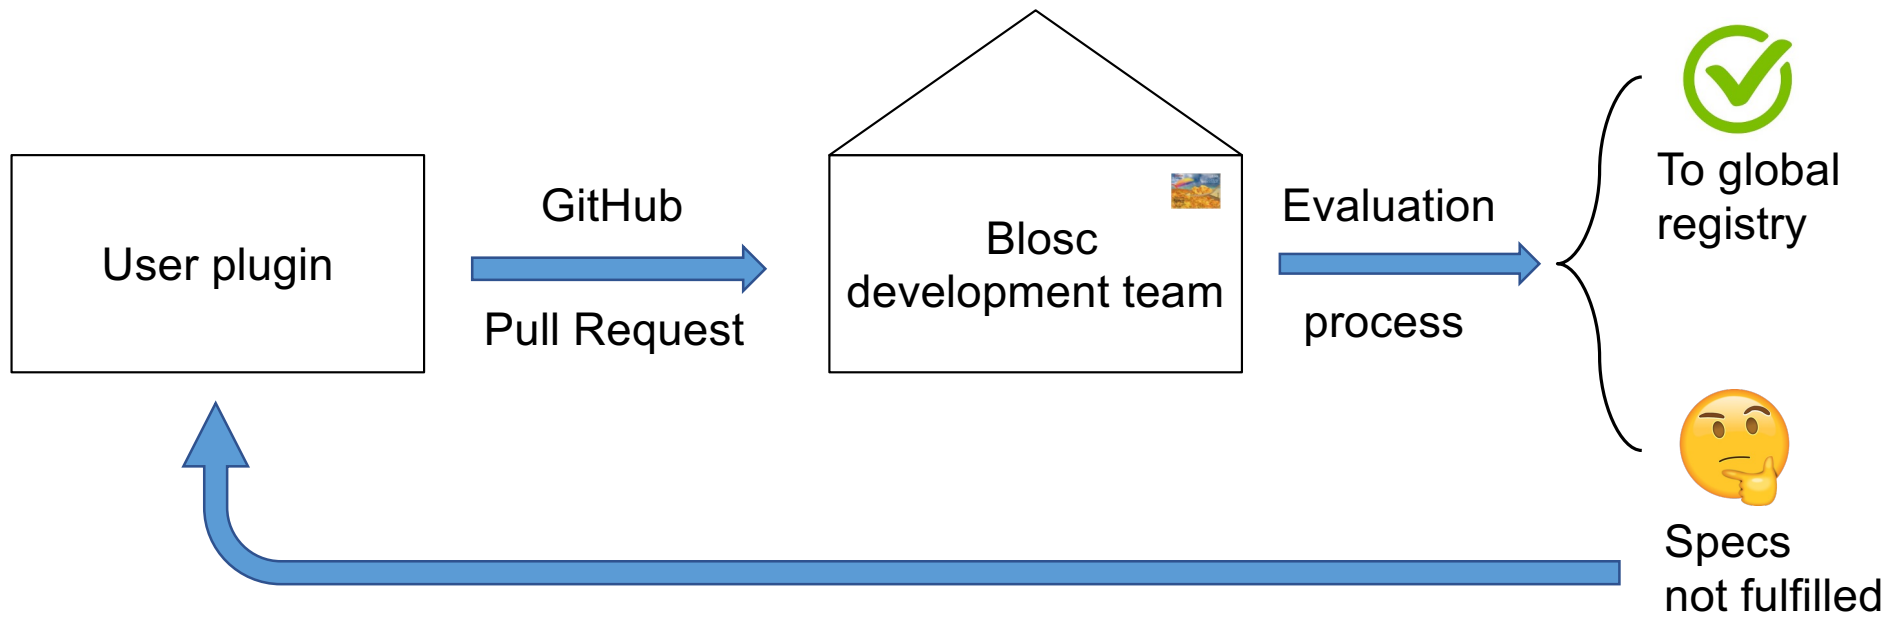 User plugin
GitHub
Pull Request
Blosc
development team
Evaluation
process
To global
registry
Specs
not fulfilled